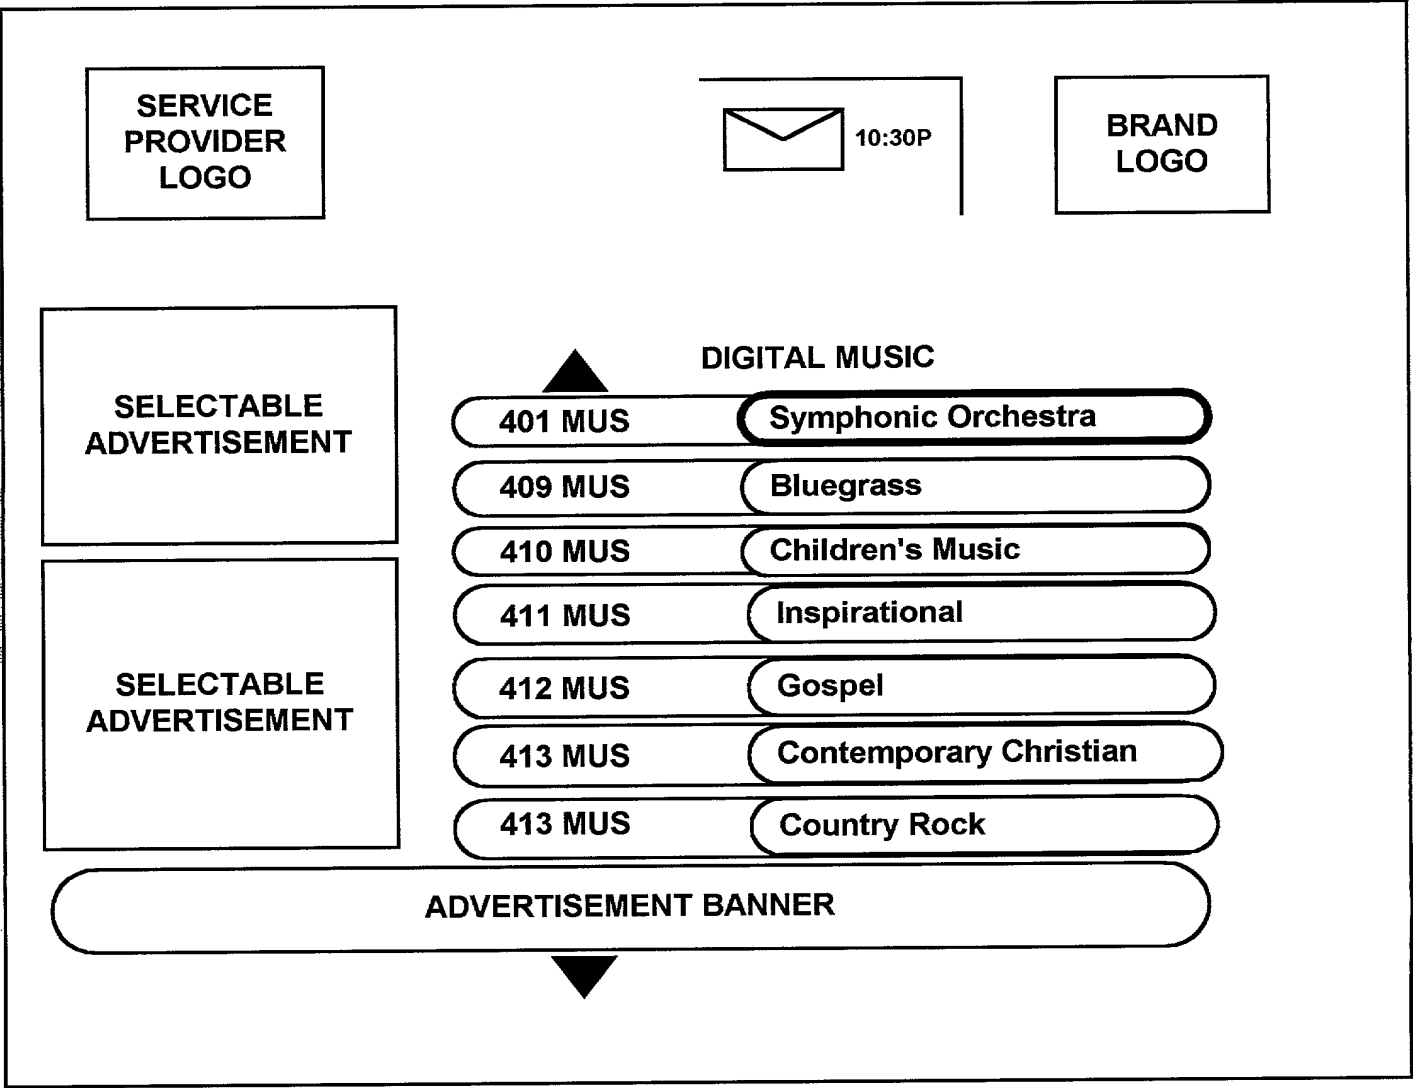 SERVICE
PROVIDER
LOGO
10:30P
BRAND
LOGO
SELECTABLE
ADVERTISEMENT
SELECTABLE
ADVERTISEMENT
DIGITAL MUSIC
401 MUS Symphonic Orchestra
409 MUS Bluegrass
410 MUS Children's Music
411 MUS Inspirational
412 MUS Gospel
413 MUS Contemporary Christian
413 MUS Country Rock
ADVERTISEMENT BANNER